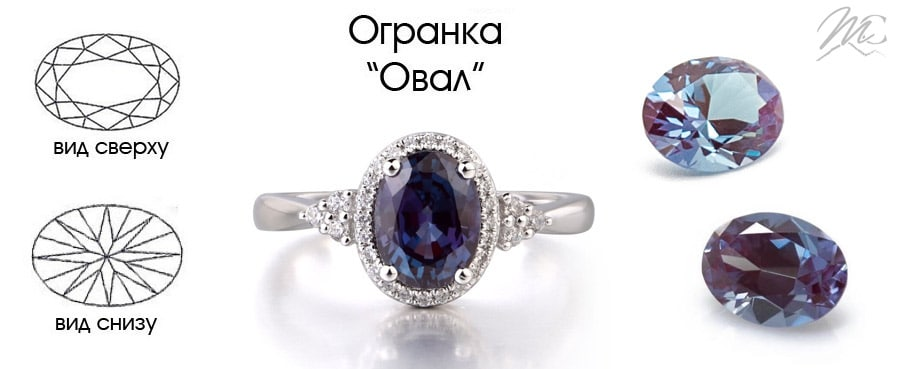 Огранка
“Овал”
вид сверху
вид снизу